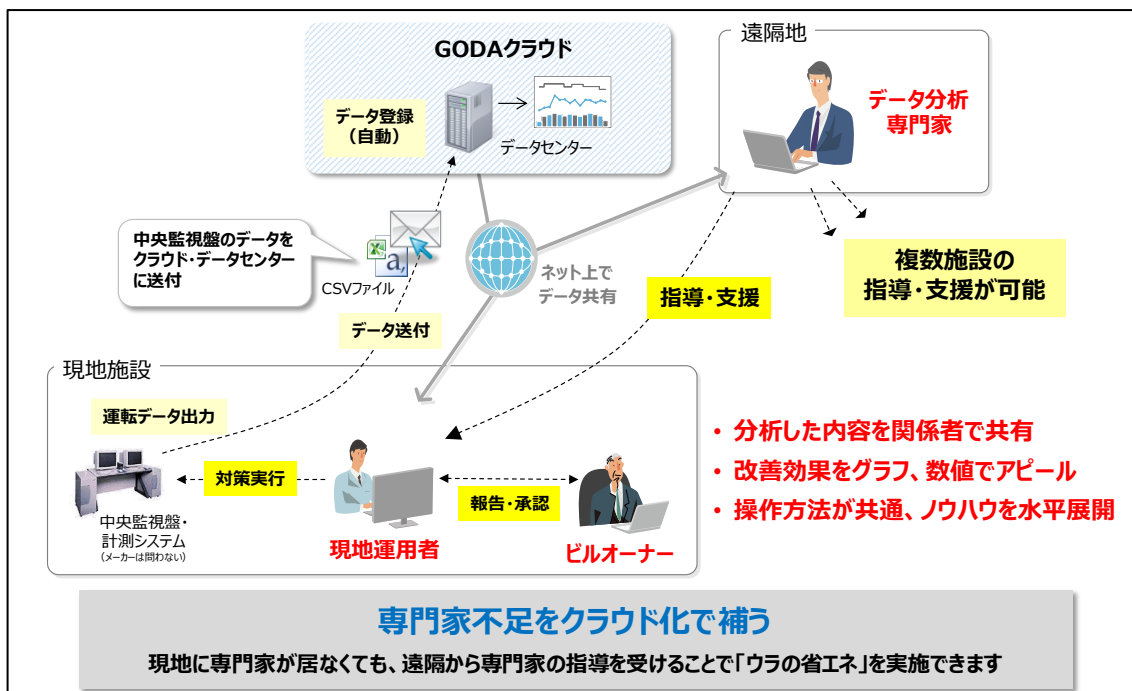 GODAクラウド
データ登録
（自動）
データセンター
遠隔地
データ分析
専門家
中央監視盤のデータを
クラウド・データセンター
に送付
a,
CSVファイル
ネット上で
データ共有
複数施設の
指導・支援が可能
指導・支援
データ送付
現地施設
運転データ出力
対策実行
報告・承認
中央監視盤・
計測システム
（メーカーは問わない）
現地運用者
ビルオーナー
• 分析した内容を関係者で共有
• 改善効果をグラフ、数値でアピール
• 操作方法が共通、ノウハウを水平展開
専門家不足をクラウド化で補う
現地に専門家が居なくても、遠隔から専門家の指導を受けることで「ウラの省エネ」を実施できます